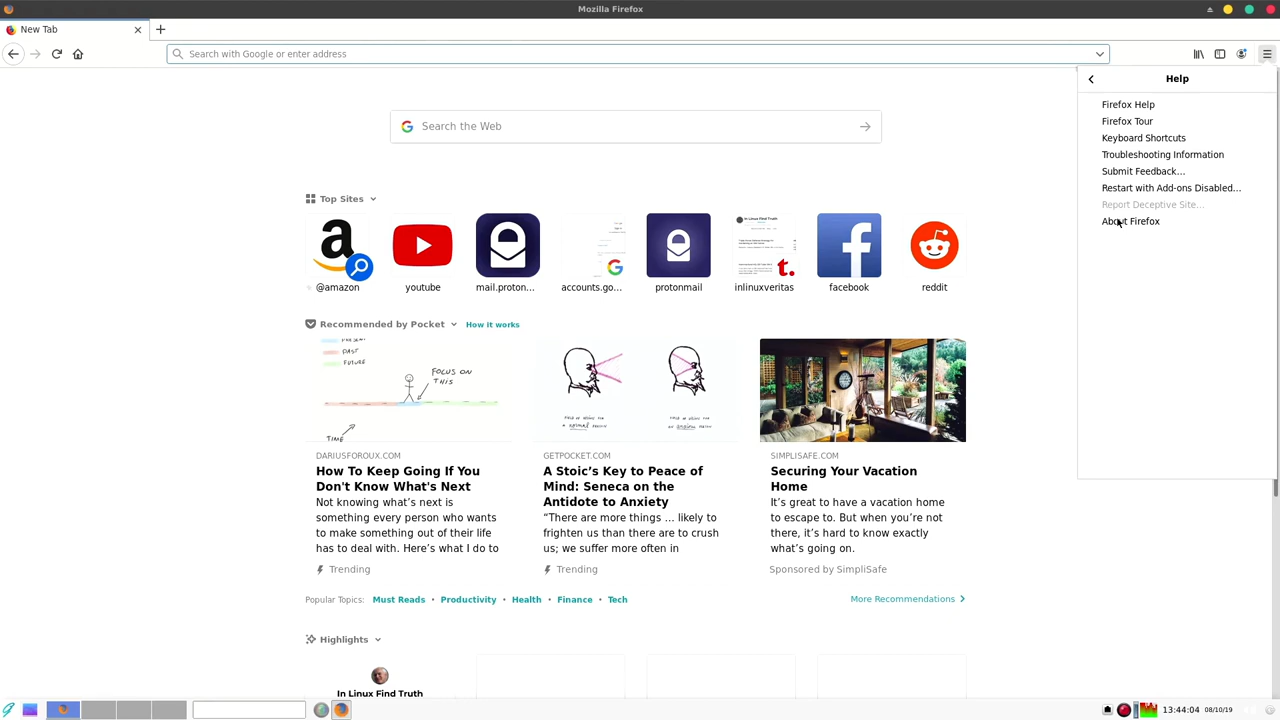 Mozilla Firefox
New Tab
Search with Google or enter address
Help
Firefox Help
Firefox Tour
Keyboard Shortcuts
Troubleshooting Information
Submit Feedback...
Restart with Add-ons Disabled...
Report Deceptive Site...
About Firefox
Search the Web
Top Sites
@amazon
youtube
mail.proton...
accounts.go...
protonmail
inlinuxveritas
facebook
reddit
Recommended by Pocket
How it works
PAST
FUTURE
FOCUS ON
THIS
TIME
DARIUSFOROUX.COM
How To Keep Going If You
Don't Know What's Next
Not knowing what’s next is
something every person who wants
to make something out of their life
has to deal with. Here’s what I do to
Trending
GETPOCKET.COM
A Stoic’s Key to Peace of
Mind: Seneca on the
Antidote to Anxiety
“There are more things … likely to
frighten us than there are to crush
us; we suffer more often in
Trending
SIMPLISAFE.COM
Securing Your Vacation
Home
It’s great to have a vacation home
to escape to. But when you’re not
there, it’s hard to know exactly
what’s going on.
Sponsored by SimpliSafe
Popular Topics: Must Reads • Productivity • Health • Finance • Tech
More Recommendations
Highlights
In Linux Find Truth
13:44:04 08/10/19